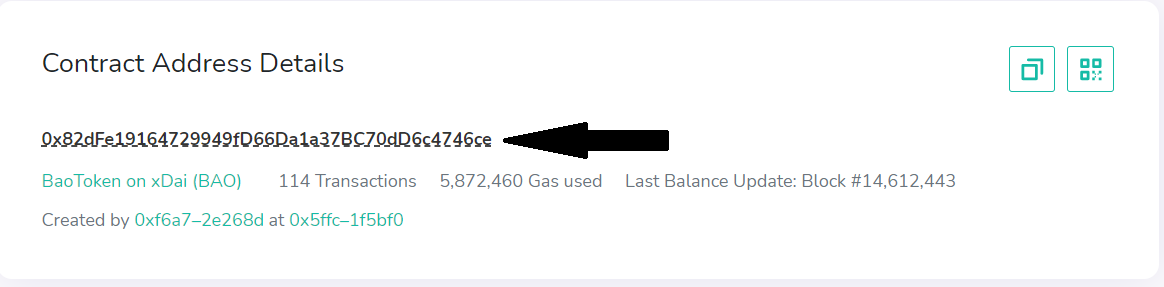 Contract Address Details
0x82dFe19164729949fD66Da1a37BC70dD6c4746ce
BaoToken on xDai (BAO) 114 Transactions 5,872,460 Gas used Last Balance Update: Block #14,612,443
Created by 0xf6a7–2e268d at 0x5ffc–1f5bf0